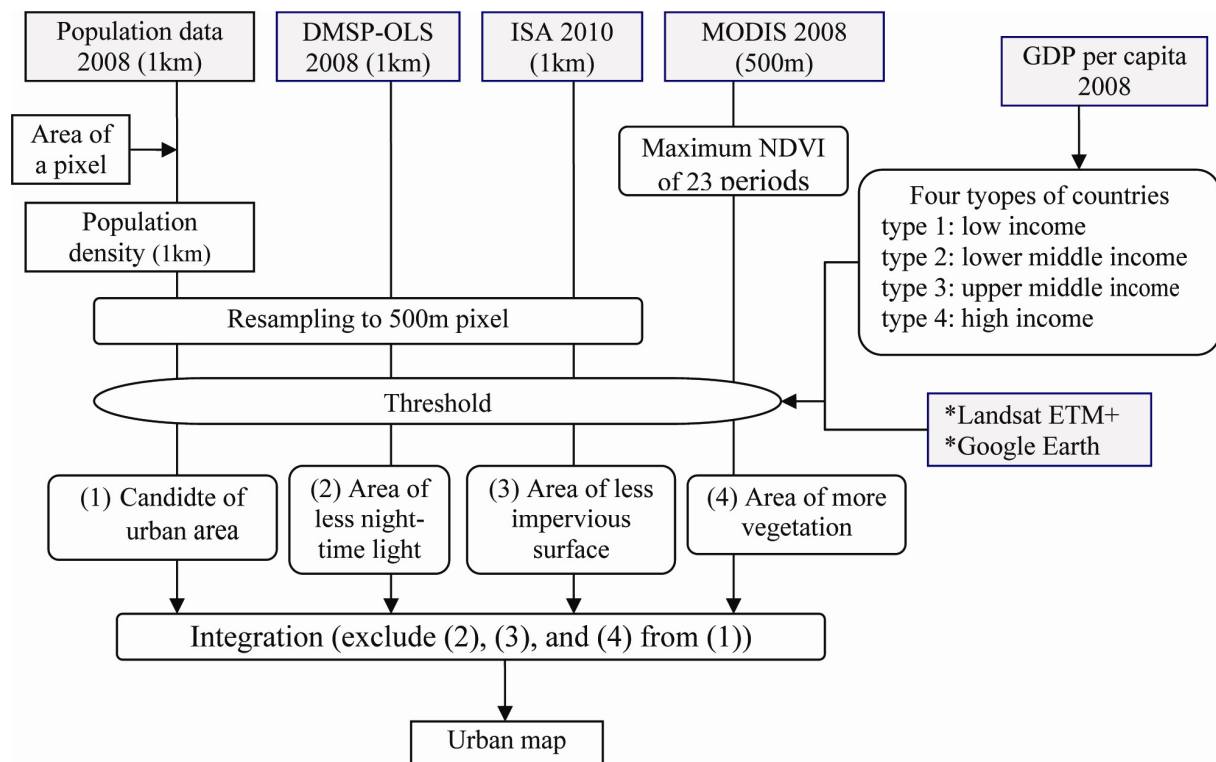 Population data
2008 (1km)
DMSP-OLS
2008 (1km)
ISA 2010
(1km)
MODIS 2008
(500m)
GDP per capita
2008
Area of
a pixel
Maximum NDVI
of 23 periods
Population
density (1km)
Four tyopes of countries
type 1: low income
type 2: lower middle income
type 3: upper middle income
type 4: high income
Resampling to 500m pixel
Threshold
*Landsat ETM+
*Google Earth
(1) Candidte of
urban area
(2) Area of
less night-
time light
(3) Area of less
impervious
surface
(4) Area of more
vegetation
Integration (exclude (2), (3), and (4) from (1))
Urban map